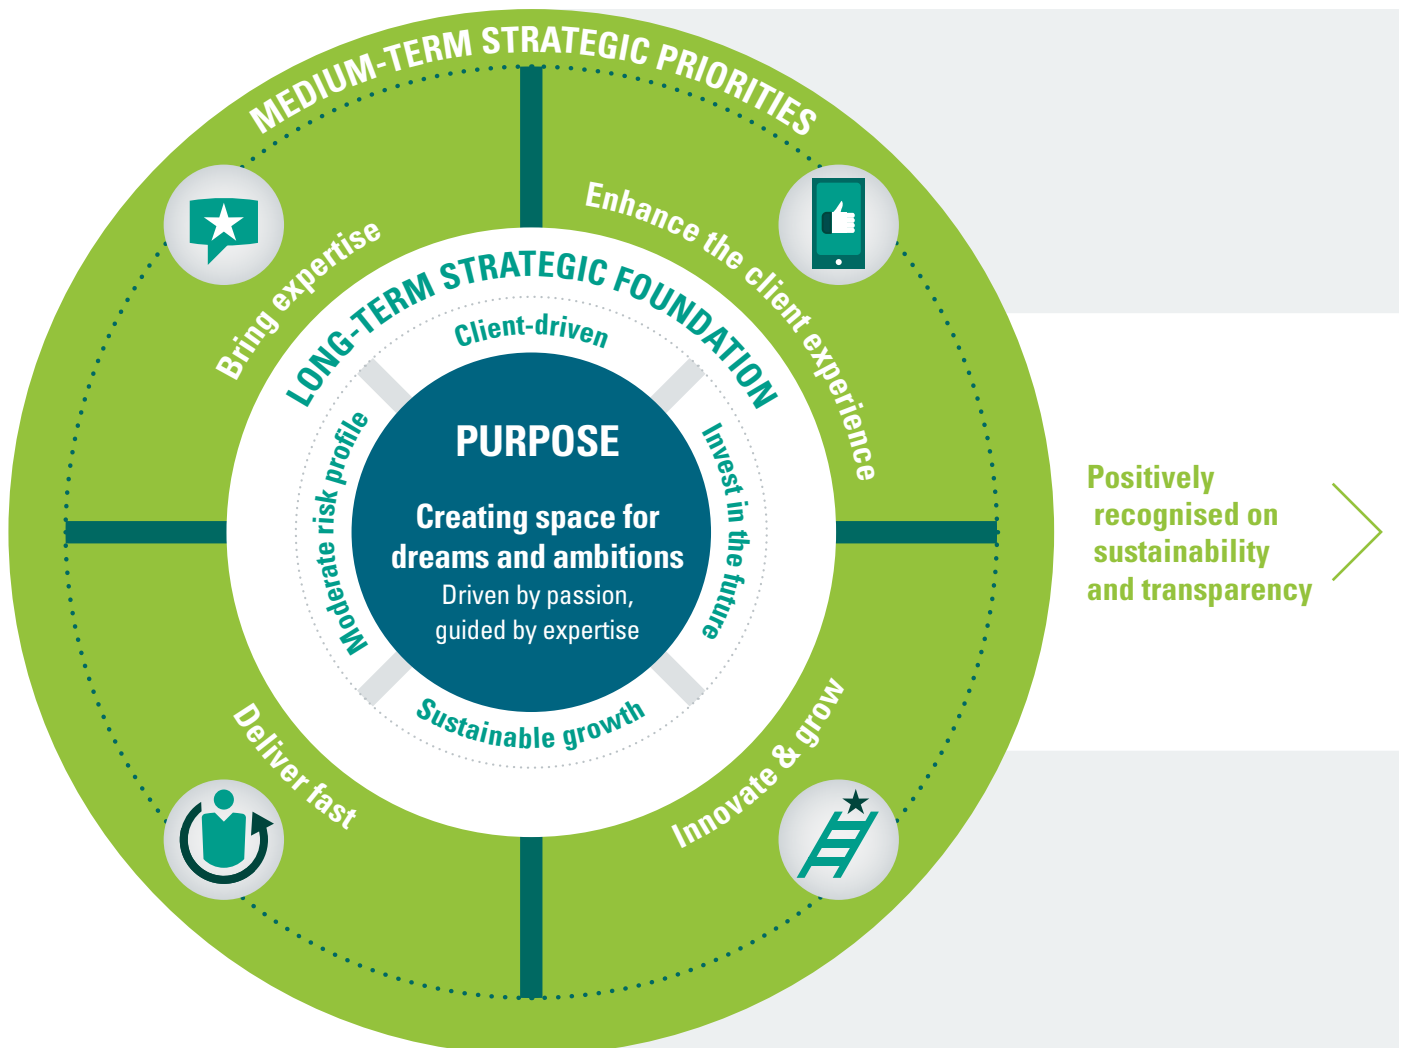 MEDIUM-TERM STRATEGIC PRIORITIES
Bring expertise
Enhance the client experience
LONG-TERM STRATEGIC FOUNDATION
Client-driven
Moderate risk profile
Invest in the future
PURPOSE
Creating space for
dreams and ambitions
Driven by passion,
guided by expertise
Sustainable growth
Deliver fast
Innovate & grow
Positively
recognised on
sustainability
and transparency